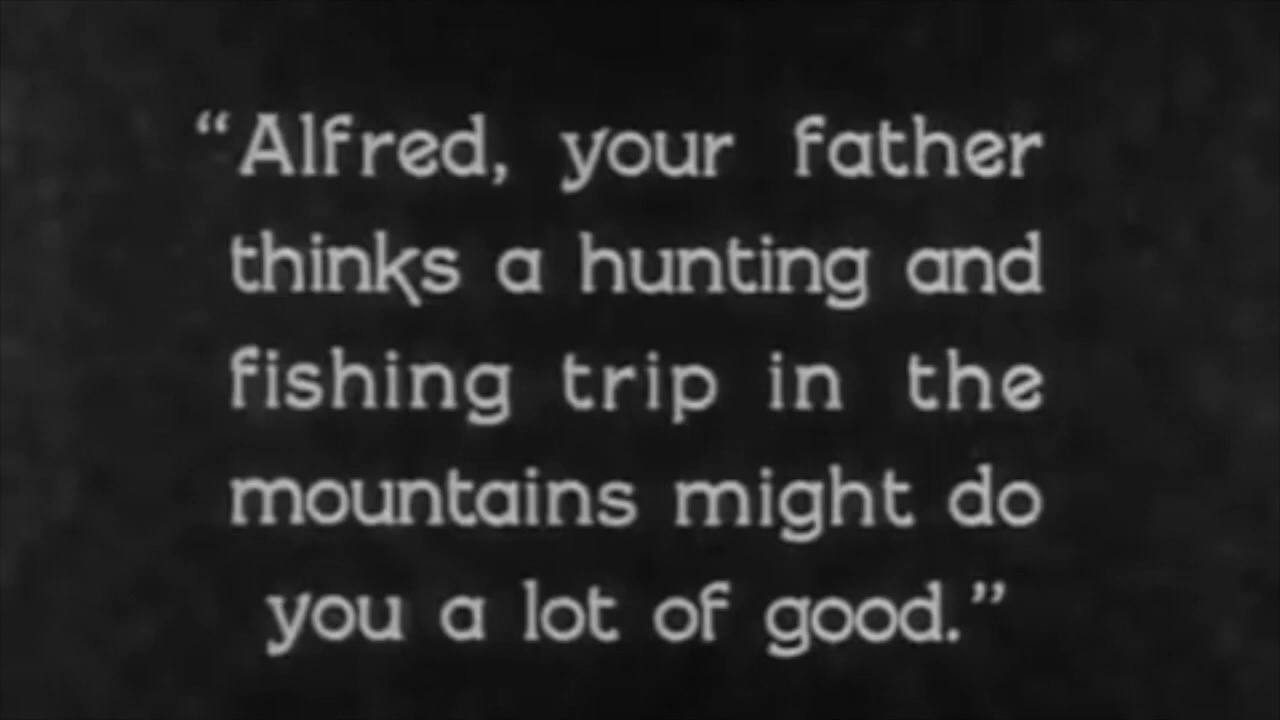 “Alfred, your father
thinks a hunting and
fishing trip in the
mountains might do
you a lot of good.”